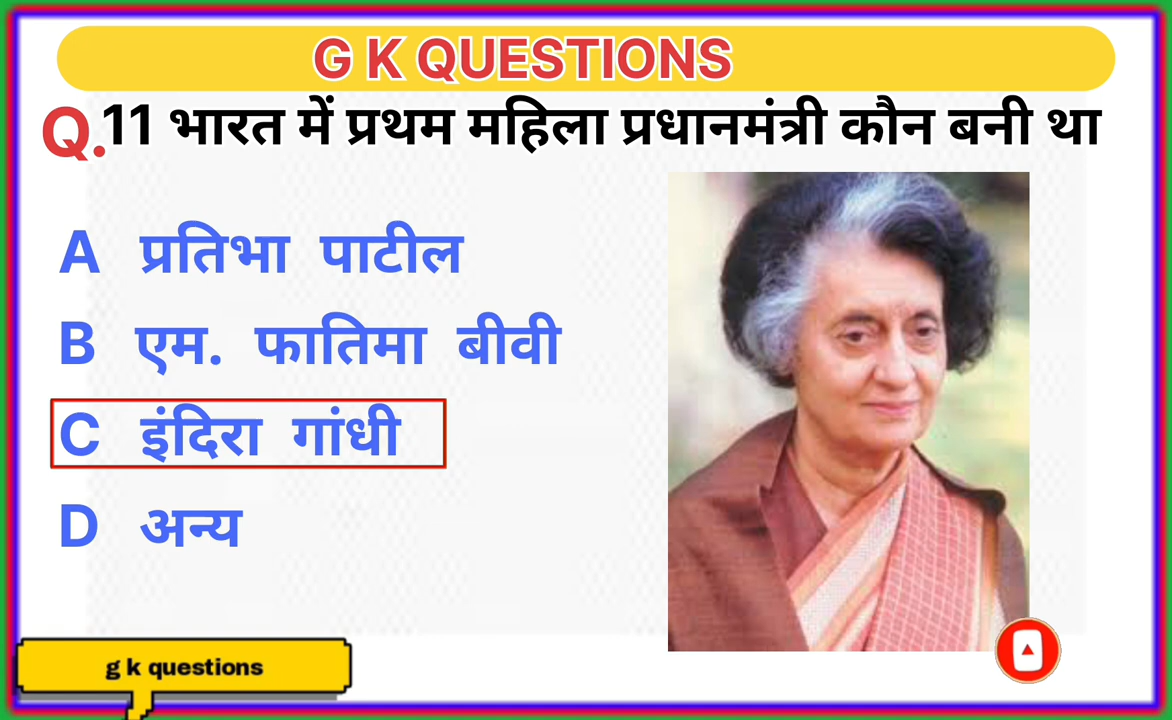 G K QUESTIONS
Q.11 भारत में प्रथम महिला प्रधानमंत्री कौन बनी था
A प्रतिभा पाटील
B एम. फातिमा बीवी
C इंदिरा गांधी
D अन्य
g k questions